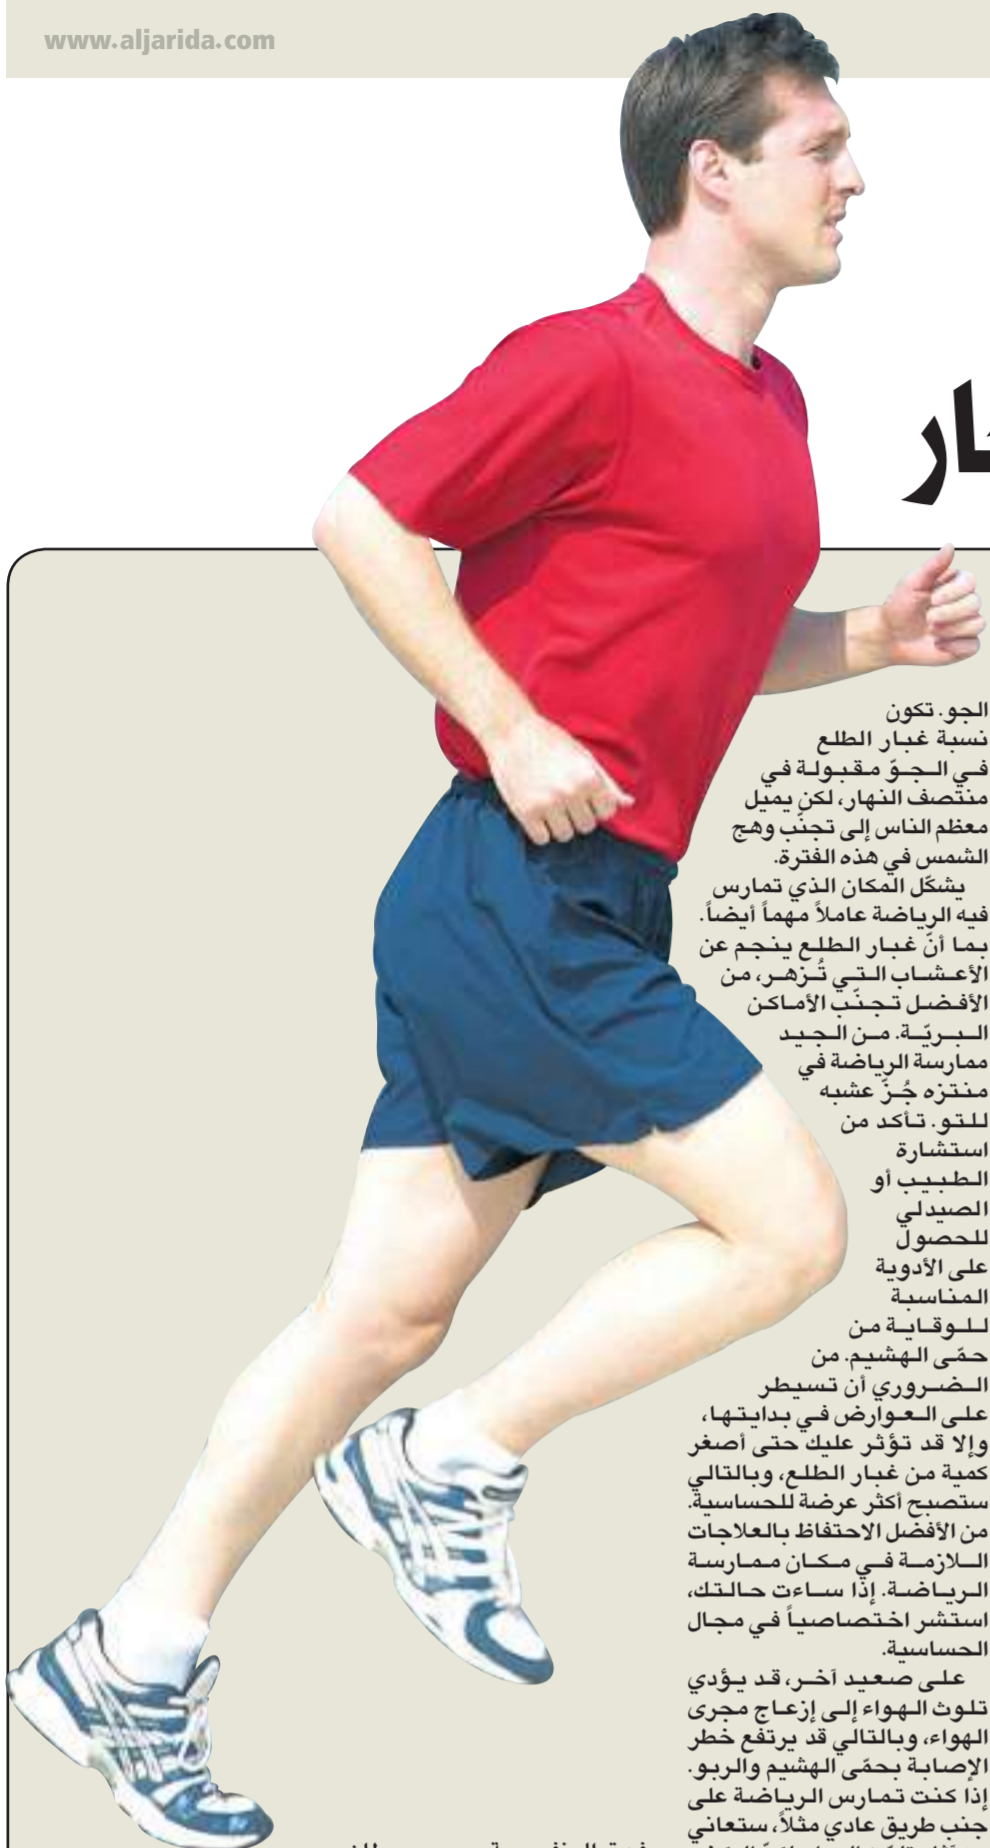 www.aljarida.com
الجو. تكون
نسبة غبار الطلع
في الجوّ مقبولة في
منتصف النهار، لكن يميل
معظم الناس إلى تجنّب وهج
الشمس في هذه الفترة.
يشكّل المكان الذي تمارس
فيه الرياضة عاملاً مهماً أيضاً.
بما أنّ غبار الطلع ينجم عن
الأعشاب التي تُزهر، من
الأفضل تجنّب الأماكن
البريّة. من الجيد
ممارسة الرياضة في
منتزه جُزّ عشبه
للتو. تأكد من
استشارة
الطبيب أو
الصيدلي
للحصول
على الأدوية
المناسبة
للوقاية من
حمّى الهشيم. من
الضروري أن تسيطر
على العوارض في بدايتها،
وإلا قد تؤثر عليك حتى أصغر
كمية من غبار الطلع، وبالتالي
ستصبح أكثر عرضة للحساسية.
من الأفضل الاحتفاظ بالعلاجات
اللازمة في مكان ممارسة
الرياضة. إذا ساءت حالتك،
استشر اختصاصياً في مجال
الحساسية.
على صعيد آخر، قد يؤدي
تلوث الهواء إلى إزعاج مجرى
الهواء، وبالتالي قد يرتفع خطر
الإصابة بحمّى الهشيم والربو.
إذا كنت تمارس الرياضة على
جنب طريق عادي مثلاً، ستعاني